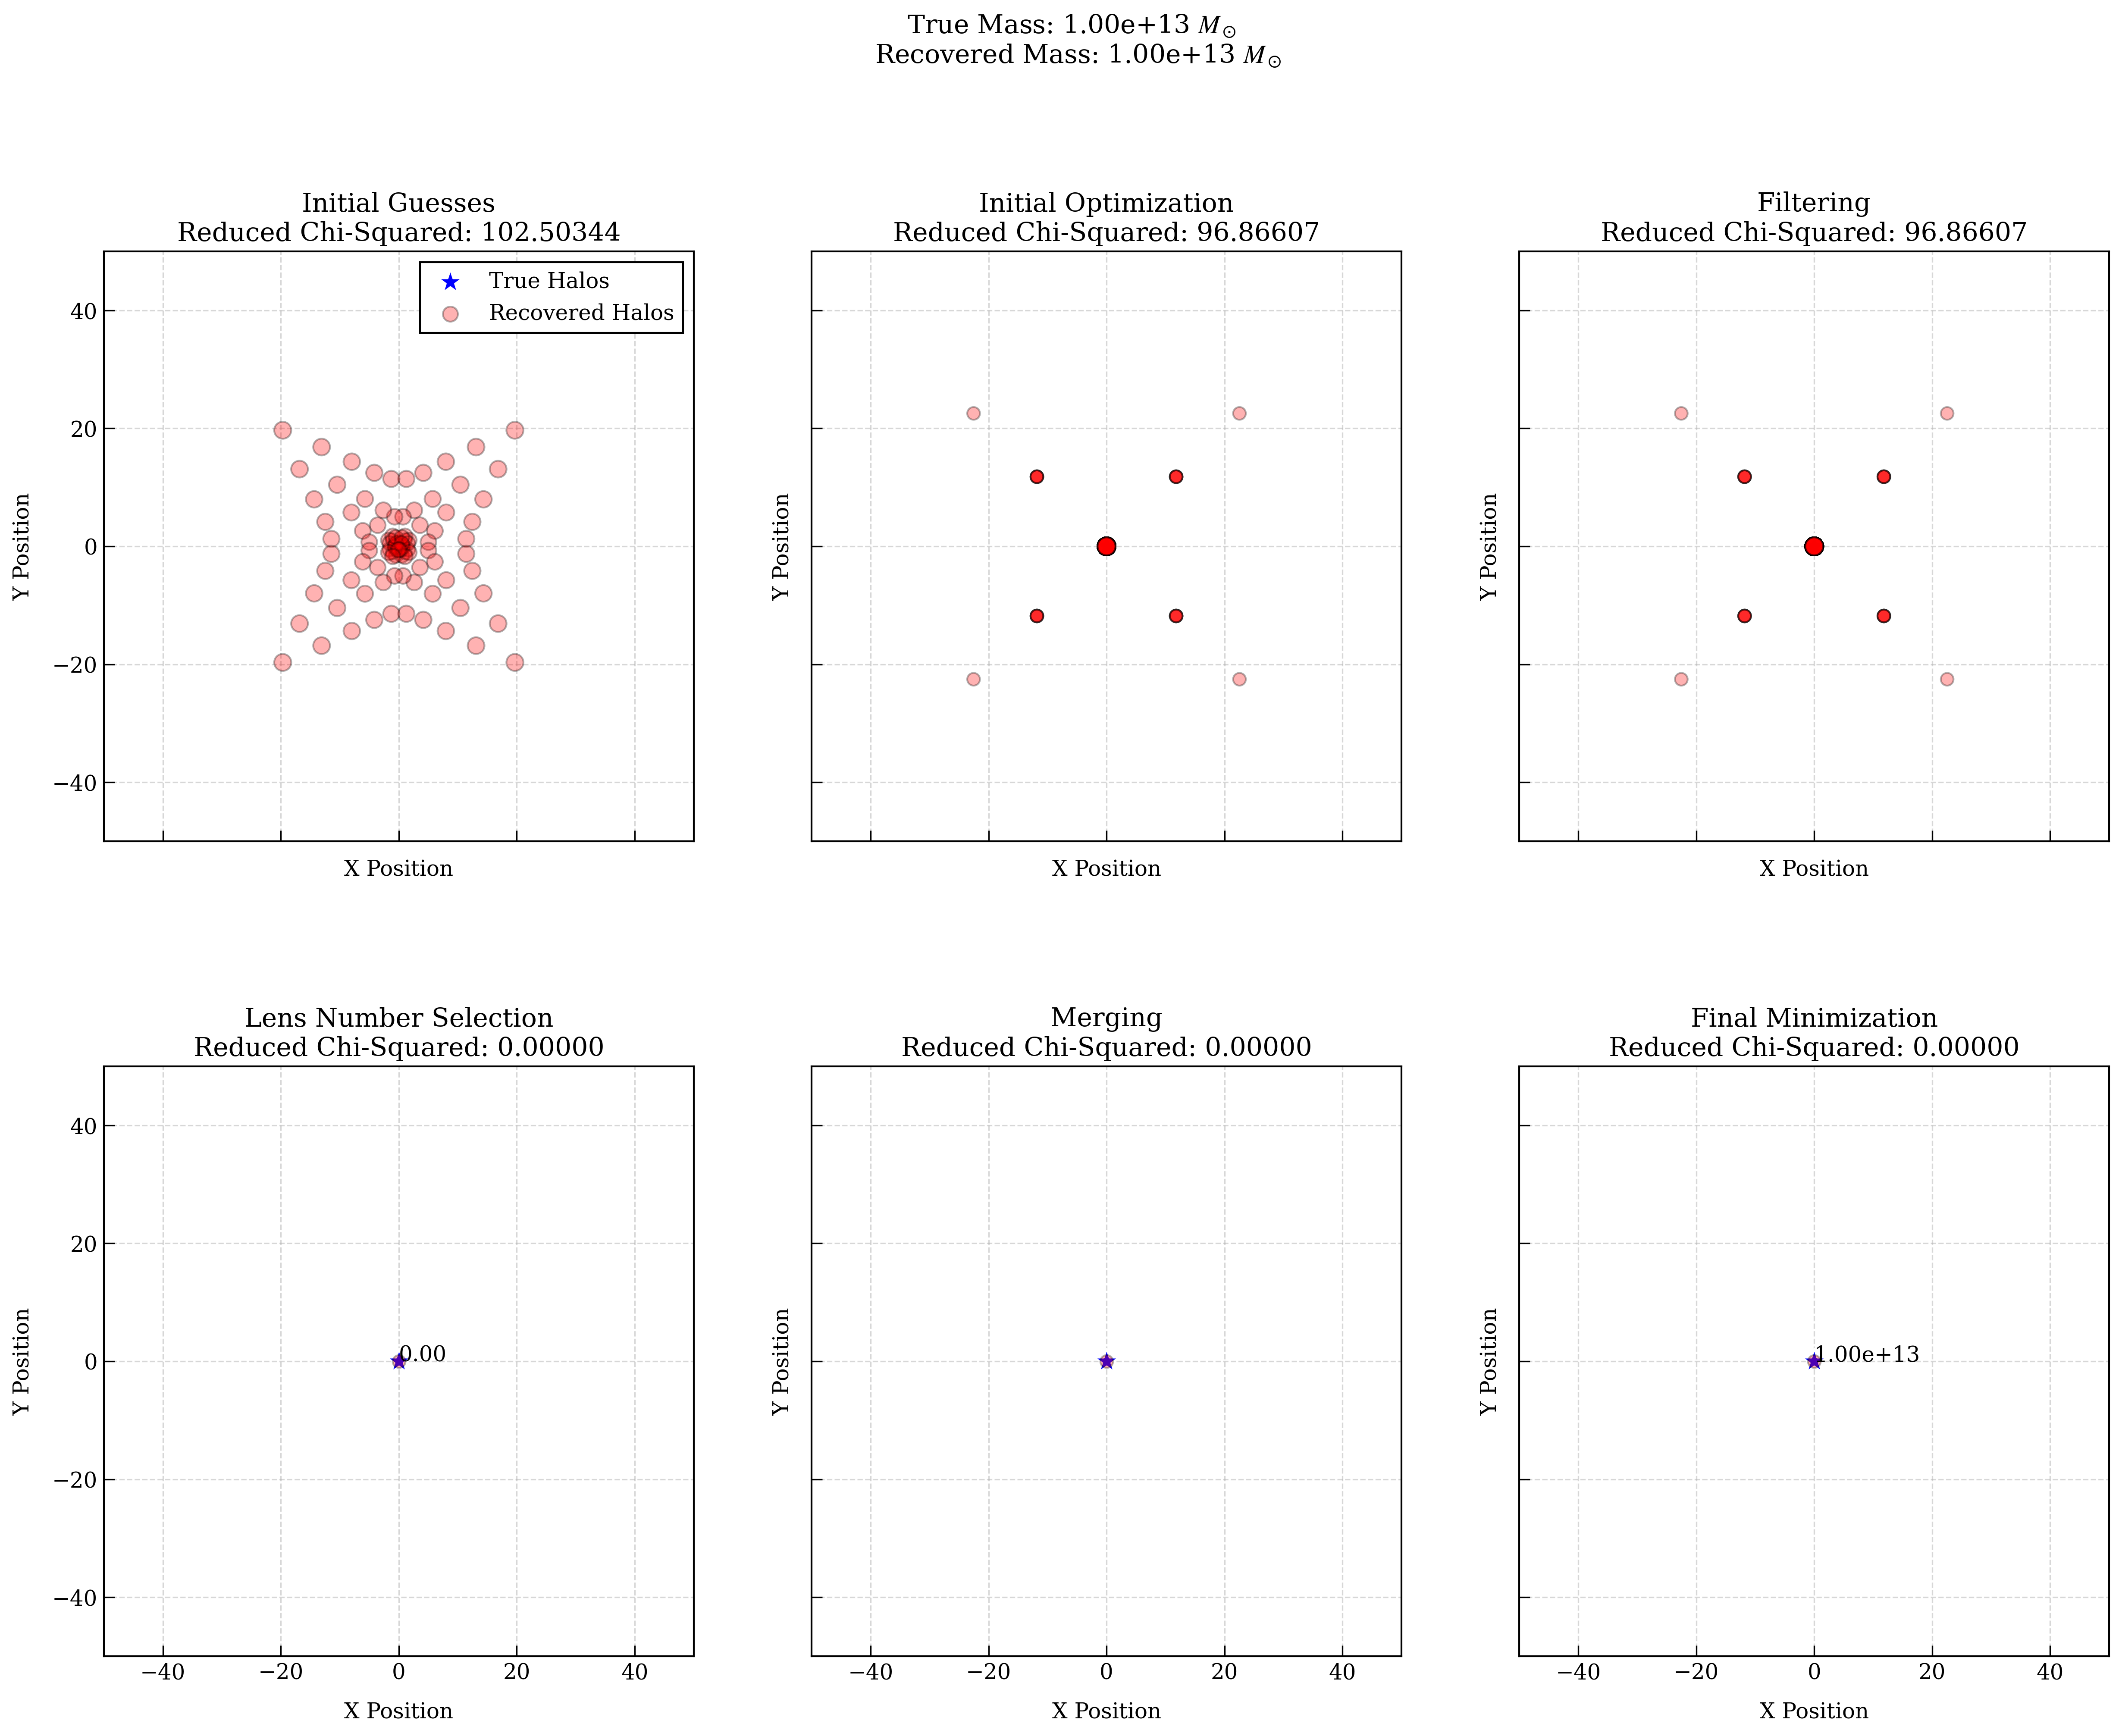 True Mass: 1.00e+13 M⊙
Recovered Mass: 1.00e+13 M⊙
Initial Guesses
Reduced Chi-Squared: 102.50344
Initial Optimization
Reduced Chi-Squared: 96.86607
Filtering
Reduced Chi-Squared: 96.86607
True Halos
Recovered Halos
40
20
0
−20
−40
Y Position
Y Position
Y Position
X Position
X Position
X Position
Lens Number Selection
Reduced Chi-Squared: 0.00000
Merging
Reduced Chi-Squared: 0.00000
Final Minimization
Reduced Chi-Squared: 0.00000
40
20
0
−20
−40
Y Position
Y Position
Y Position
0.00
1.00e+13
−40 −20 0 20 40
−40 −20 0 20 40
−40 −20 0 20 40
X Position
X Position
X Position